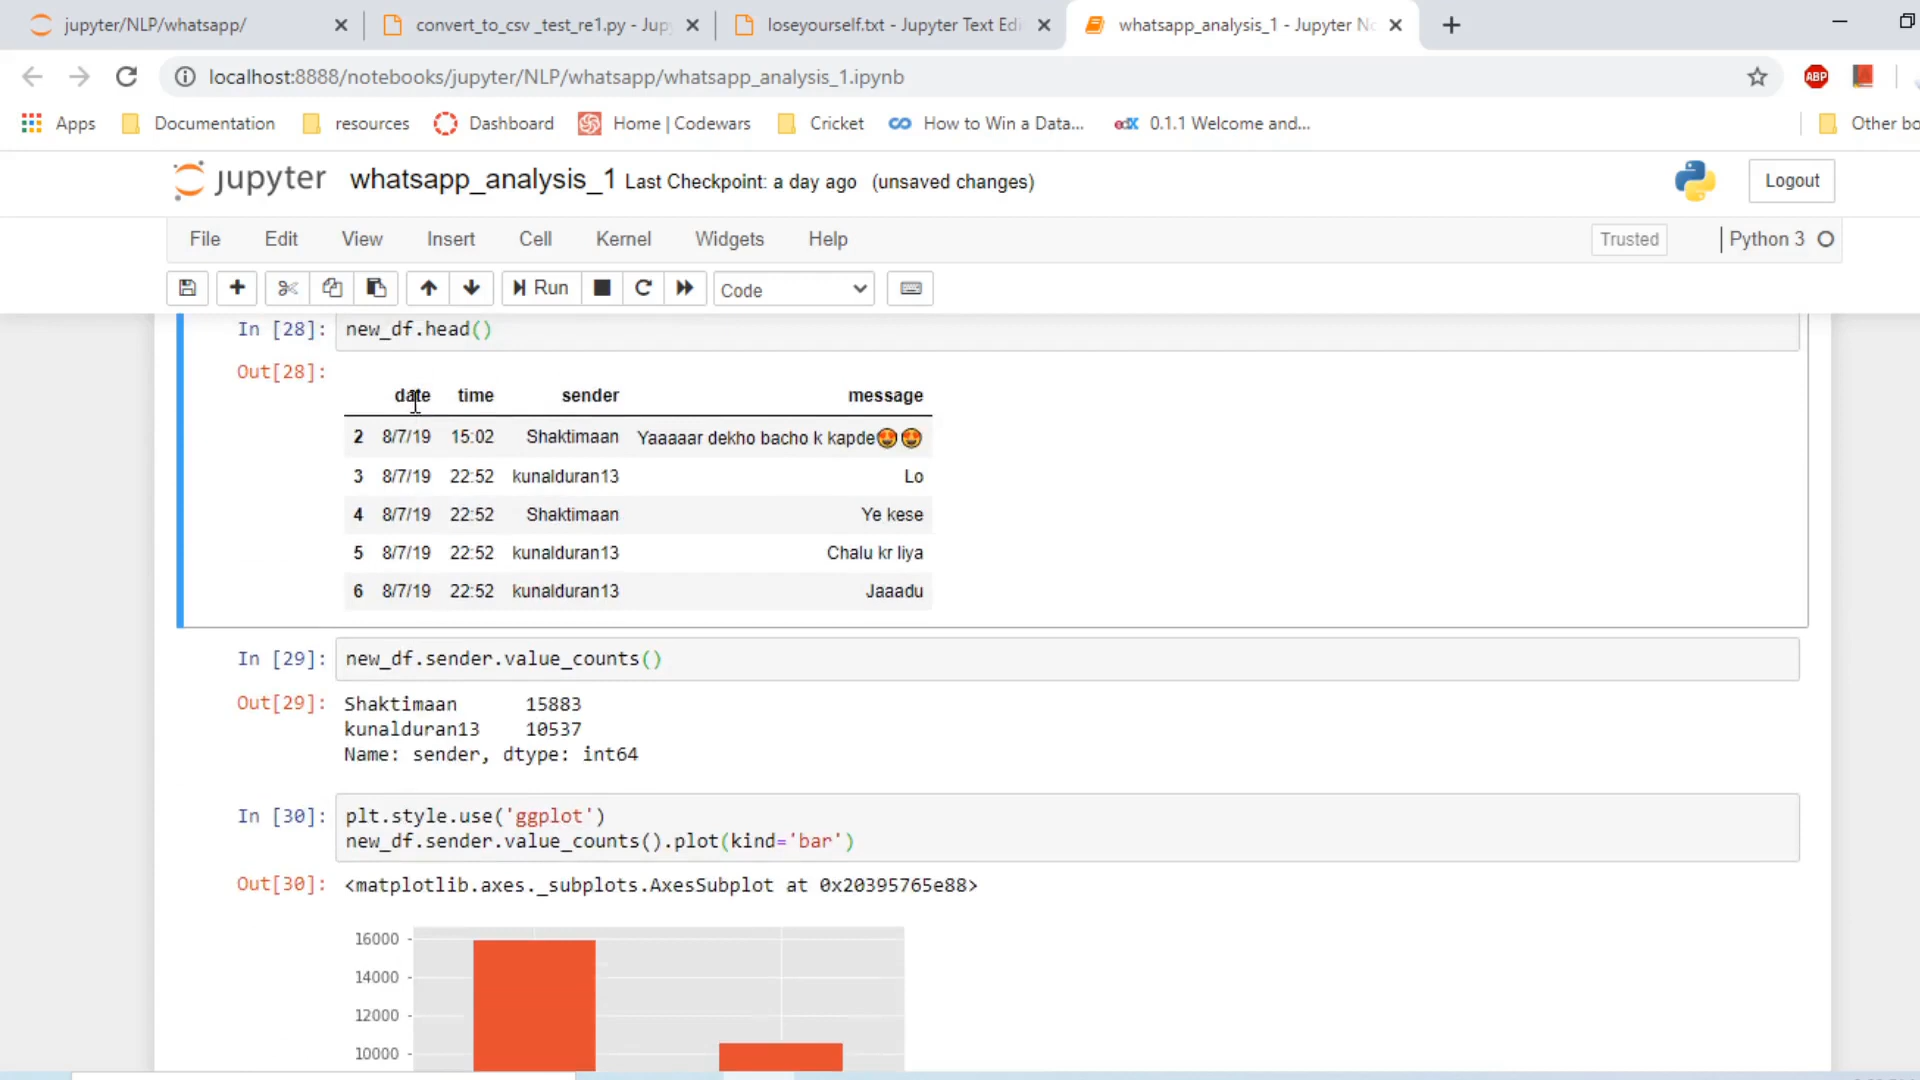 jupyter/NLP/whatsapp/
convert_to_csv _test_re1.py - Jup
loseyourself.txt - Jupyter Text Edi
whatsapp_analysis_1 - Jupyter No
localhost:8888/notebooks/jupyter/NLP/whatsapp/whatsapp_analysis_1.ipynb
ABP
Apps
Documentation
resources
Dashboard
Home | Codewars
Cricket
How to Win a Data...
edX
0.1.1 Welcome and...
Other bo
jupyter whatsapp_analysis_1 Last Checkpoint: a day ago (unsaved changes)
Logout
File Edit View Insert Cell Kernel Widgets Help
Trusted
Python 3
Run
Code
In [28]: new_df.head()
Out[28]:
date time sender message
2 8/7/19 15:02 Shaktimaan Yaaaaar dekho bacho k kapde😍😍
3 8/7/19 22:52 kunalduran13 Lo
4 8/7/19 22:52 Shaktimaan Ye kese
5 8/7/19 22:52 kunalduran13 Chalu kr liya
6 8/7/19 22:52 kunalduran13 Jaaadu
In [29]: new_df.sender.value_counts()
Out[29]: Shaktimaan 15883
kunalduran13 10537
Name: sender, dtype: int64
In [30]: plt.style.use('ggplot')
new_df.sender.value_counts().plot(kind='bar')
Out[30]: <matplotlib.axes._subplots.AxesSubplot at 0x20395765e88>
16000
14000
12000
10000